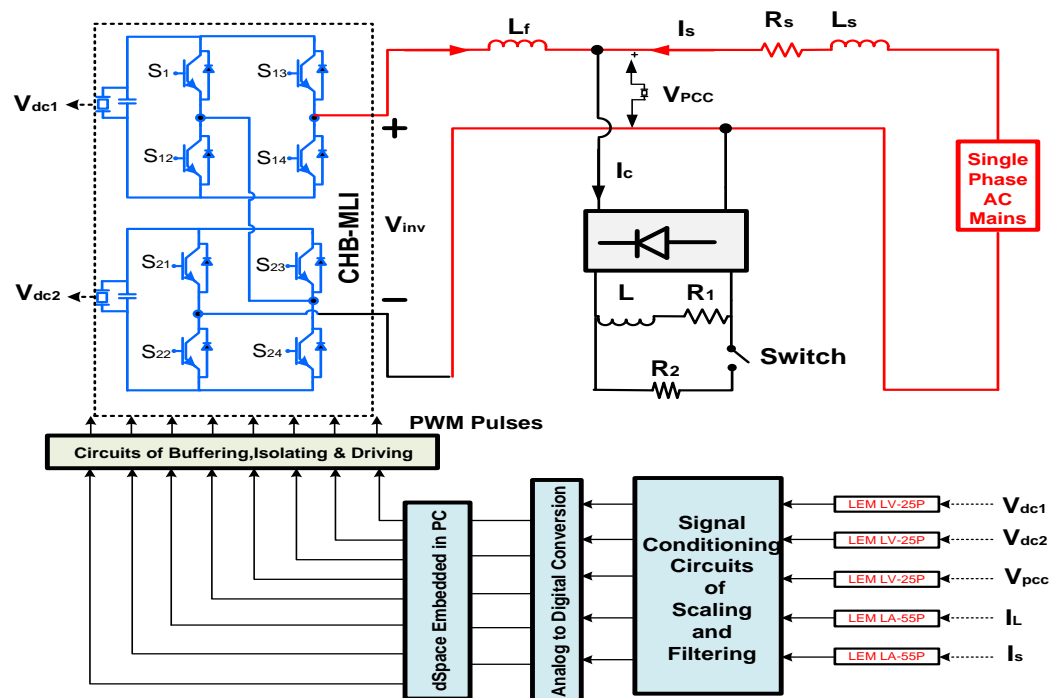 Lf
Is
Rs
Ls
S1
S13
Vdc1
+
VPCC
+
S12
S14
Ic
Single
Phase
AC
Mains
CHB-MLI
Vinv
S21
S23
Vdc2
−
L
R1
S22
S24
Switch
R2
PWM Pulses
Circuits of Buffering,Isolating & Driving
dSpace Embedded in PC
Analog to Digital Conversion
Signal
Conditioning
Circuits
of
Scaling
and
Filtering
LEM LV-25P
Vdc1
LEM LV-25P
Vdc2
LEM LV-25P
Vpcc
LEM LA-55P
IL
LEM LA-55P
Is